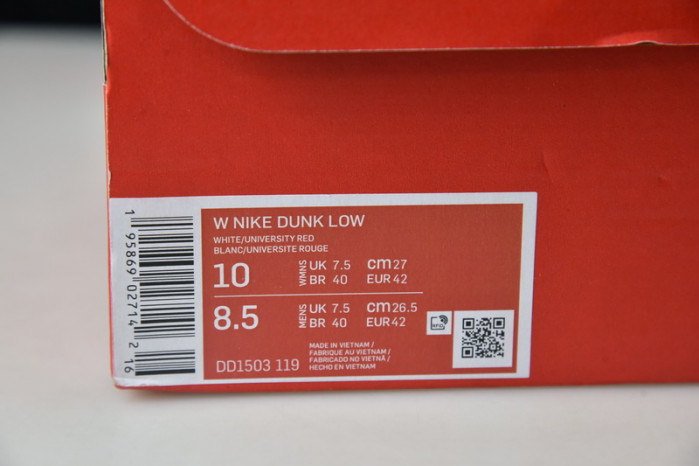 W NIKE DUNK LOW
WHITE/UNIVERSITY RED
BLANC/UNIVERSITE ROUGE
10 WMNS UK 7.5 cm 27
BR 40 EUR 42
8.5 MENS UK 7.5 cm 26.5
BR 40 EUR 42
RFID
MADE IN VIETNAM /
FABRIQUE AU VIETNAM /
FABRICADO NO VIETNÃ /
HECHO EN VIETNAM
DD1503 119
1 95869 02714 2 16